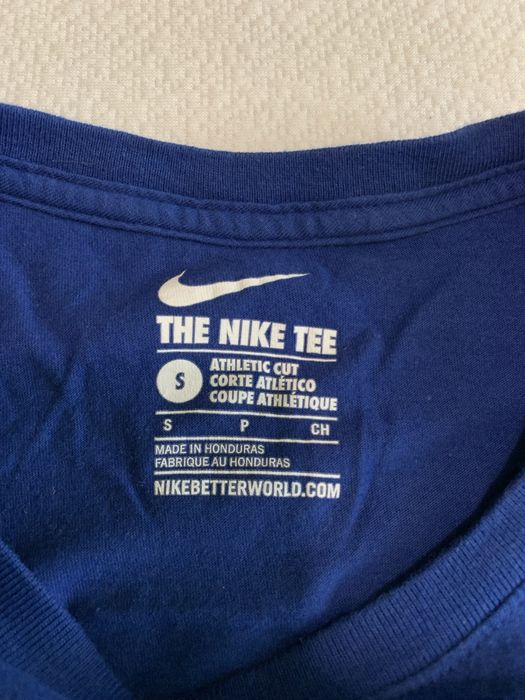 THE NIKE TEE
S
ATHLETIC CUT
CORTE ATLÉTICO
COUPE ATHLÉTIQUE
S P CH
MADE IN HONDURAS
FABRIQUE AU HONDURAS
NIKEBETTERWORLD.COM